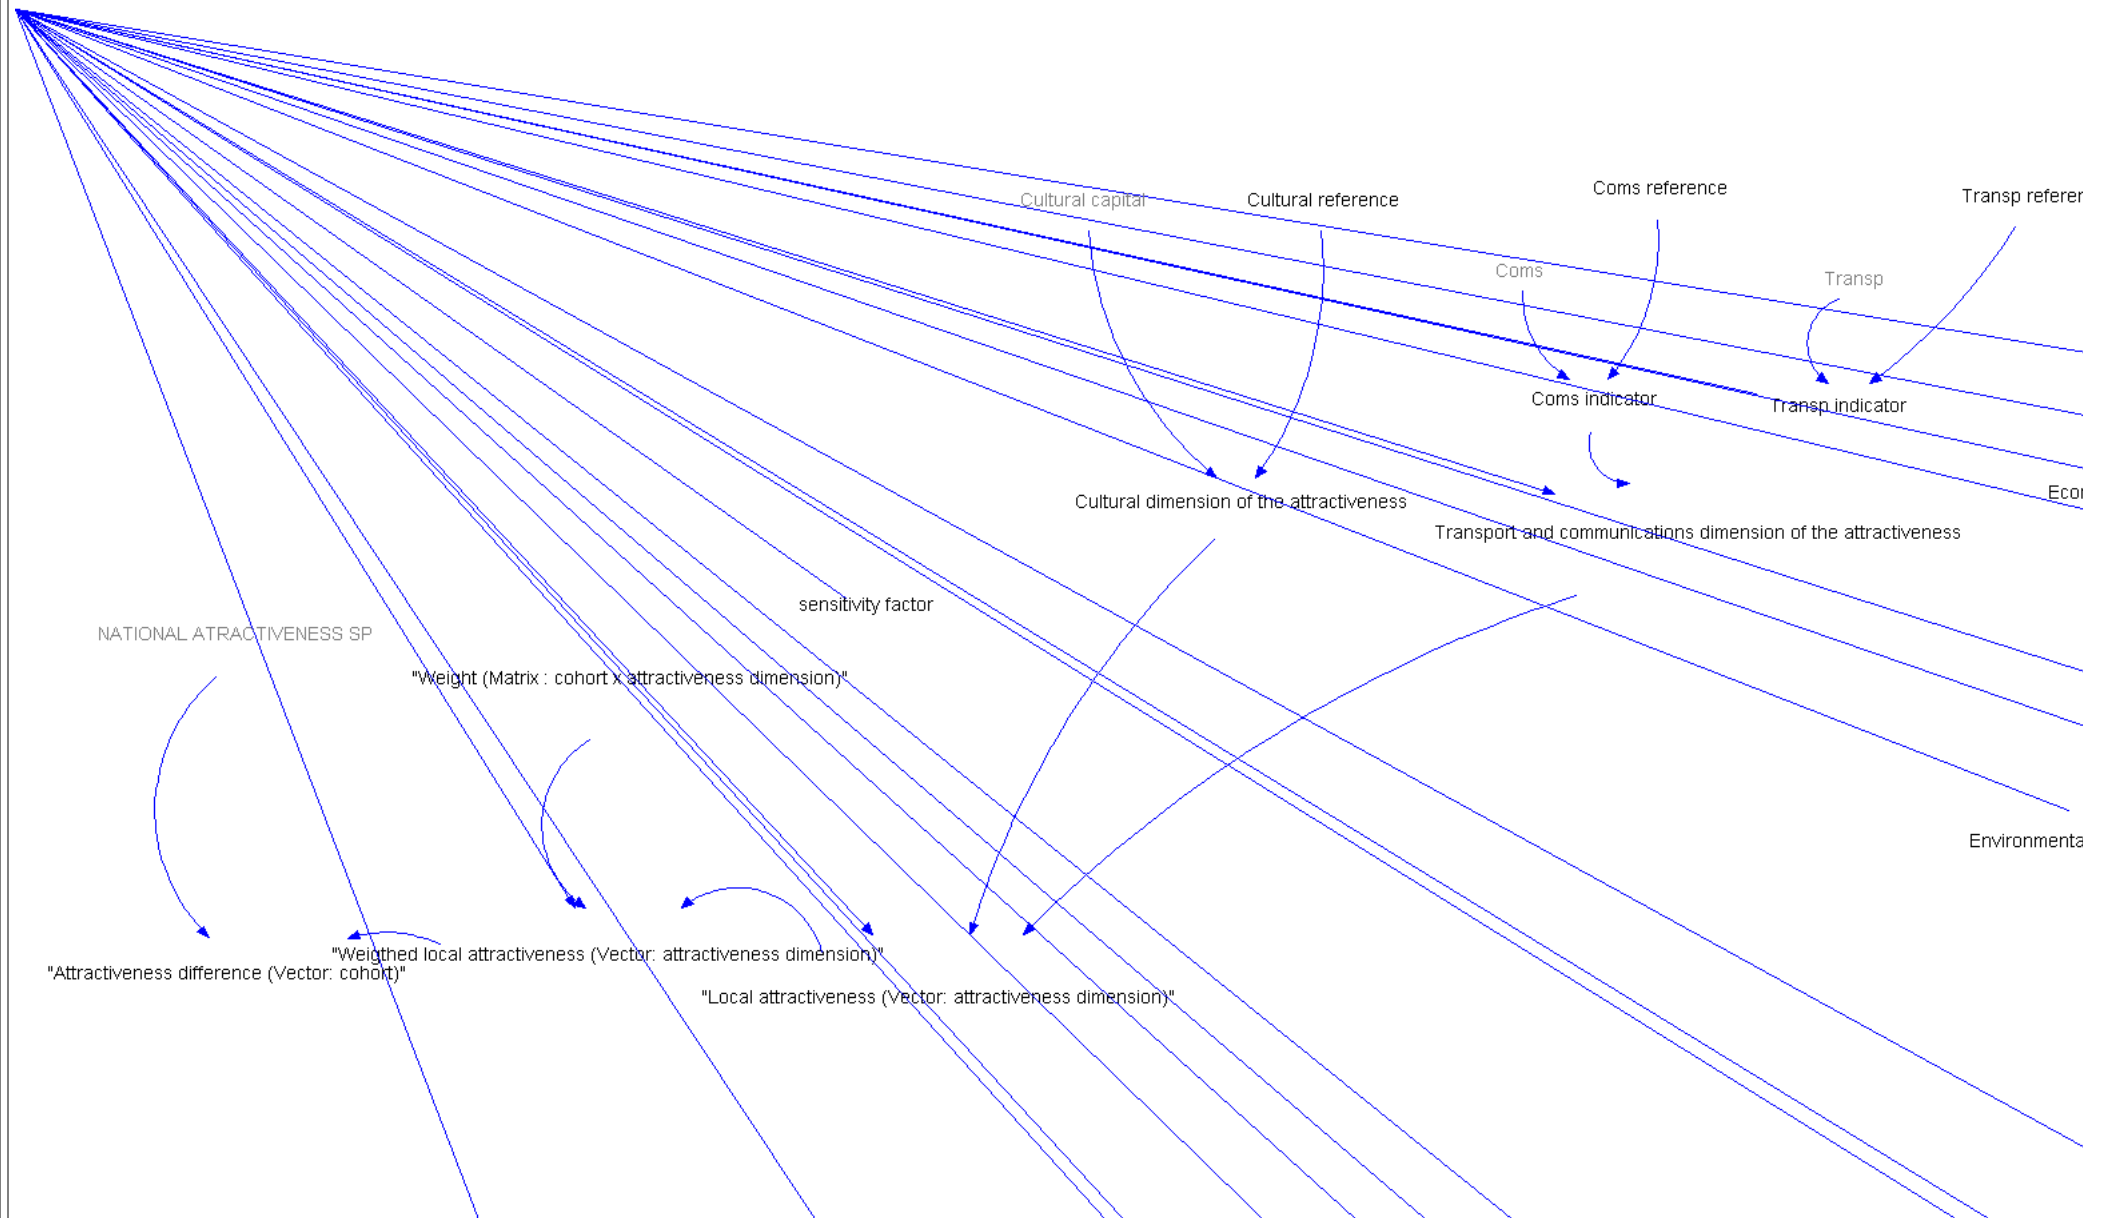 Coms reference
Transp refere
Cultural capital
Cultural reference
Coms
Transp
Coms indicator
Transp indicator
Econ
Cultural dimension of the attractiveness
Transport and communications dimension of the attractiveness
sensitivity factor
NATIONAL ATRACTIVENESS SP
"Weight (Matrix : cohort x attractiveness dimension)"
Environmenta
"Weigthed local attractiveness (Vector: attractiveness dimension)"
"Attractiveness difference (Vector: cohort)"
"Local attractiveness (Vector: attractiveness dimension)"